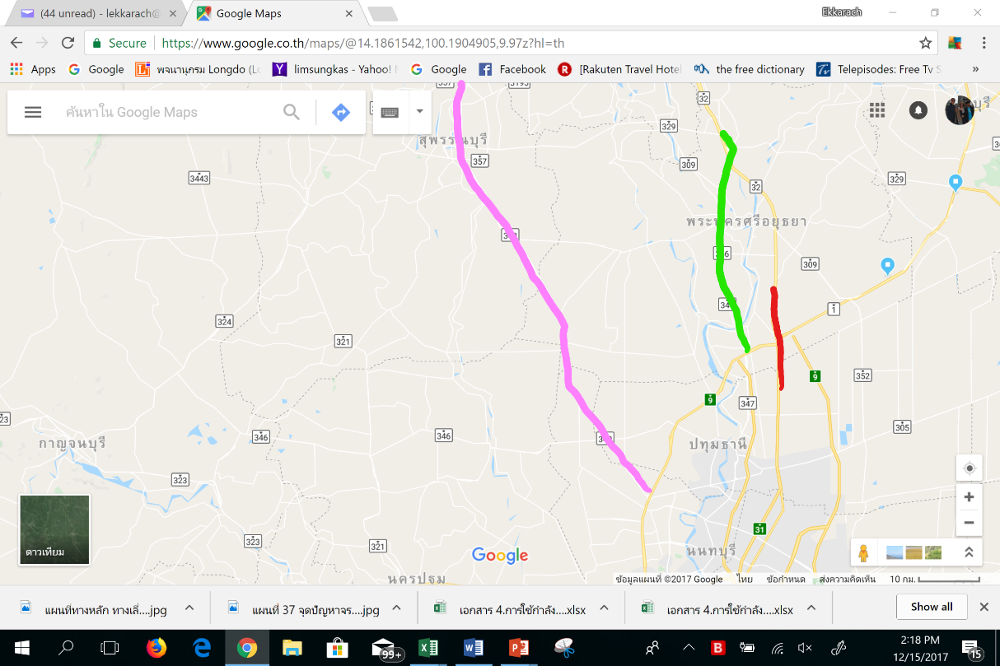 (44 unread) - lekkarach@
Google Maps
Ekkarach
Secure
https://www.google.co.th/maps/@14.1861542,100.1904905,9.97z?hl=th
Apps
Google
พจนานุกรม Longdo (Lo
limsungkas - Yahoo!
Google
Facebook
[Rakuten Travel Hotel
the free dictionary
Telepisodes: Free Tv S
»
ค้นหาใน Google Maps
357
3195
32
329
สุพรรณบุรี
357
309
3443
329
32
พระนครศรีอยุธยา
309
1
324
321
352
9
9
347
305
346
346
ปทุมธานี
กาญจนบุรี
323
323
31
321
นนทบุรี
นครปฐม
ดาวเทียม
Google
ข้อมูลแผนที่ ©2017 Google
ไทย
ข้อกำหนด
ส่งความคิดเห็น
10 กม.
แผนที่ทางหลัก ทางเลี่....jpg
แผนที่ 37 จุดปัญหาจร....jpg
เอกสาร 4.การใช้กำลัง....xlsx
เอกสาร 4.การใช้กำลัง....xlsx
Show all
99+
2:18 PM
12/15/2017
15